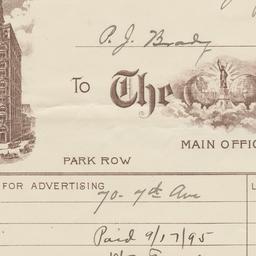 P. J. Brady
To The
MAIN OFFIC
PARK ROW
FOR ADVERTISING 70- 7th Ave
Paid 9/17/95